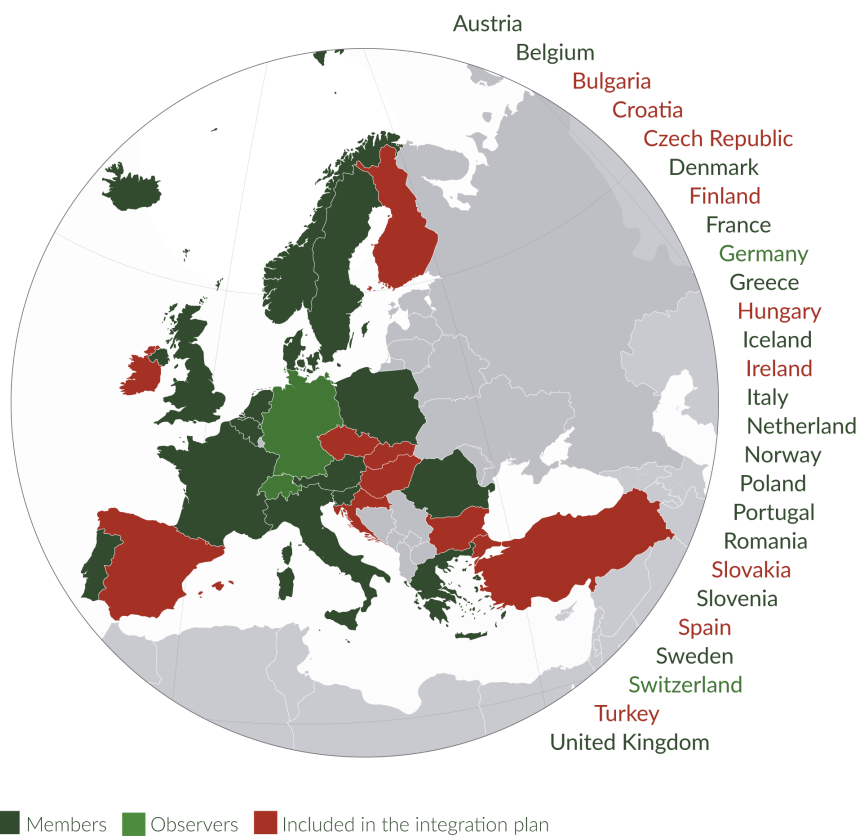 Austria
Belgium
Bulgaria
Croatia
Czech Republic
Denmark
Finland
France
Germany
Greece
Hungary
Iceland
Ireland
Italy
Netherland
Norway
Poland
Portugal
Romania
Slovakia
Slovenia
Spain
Sweden
Switzerland
Turkey
United Kingdom
Members Observers Included in the integration plan